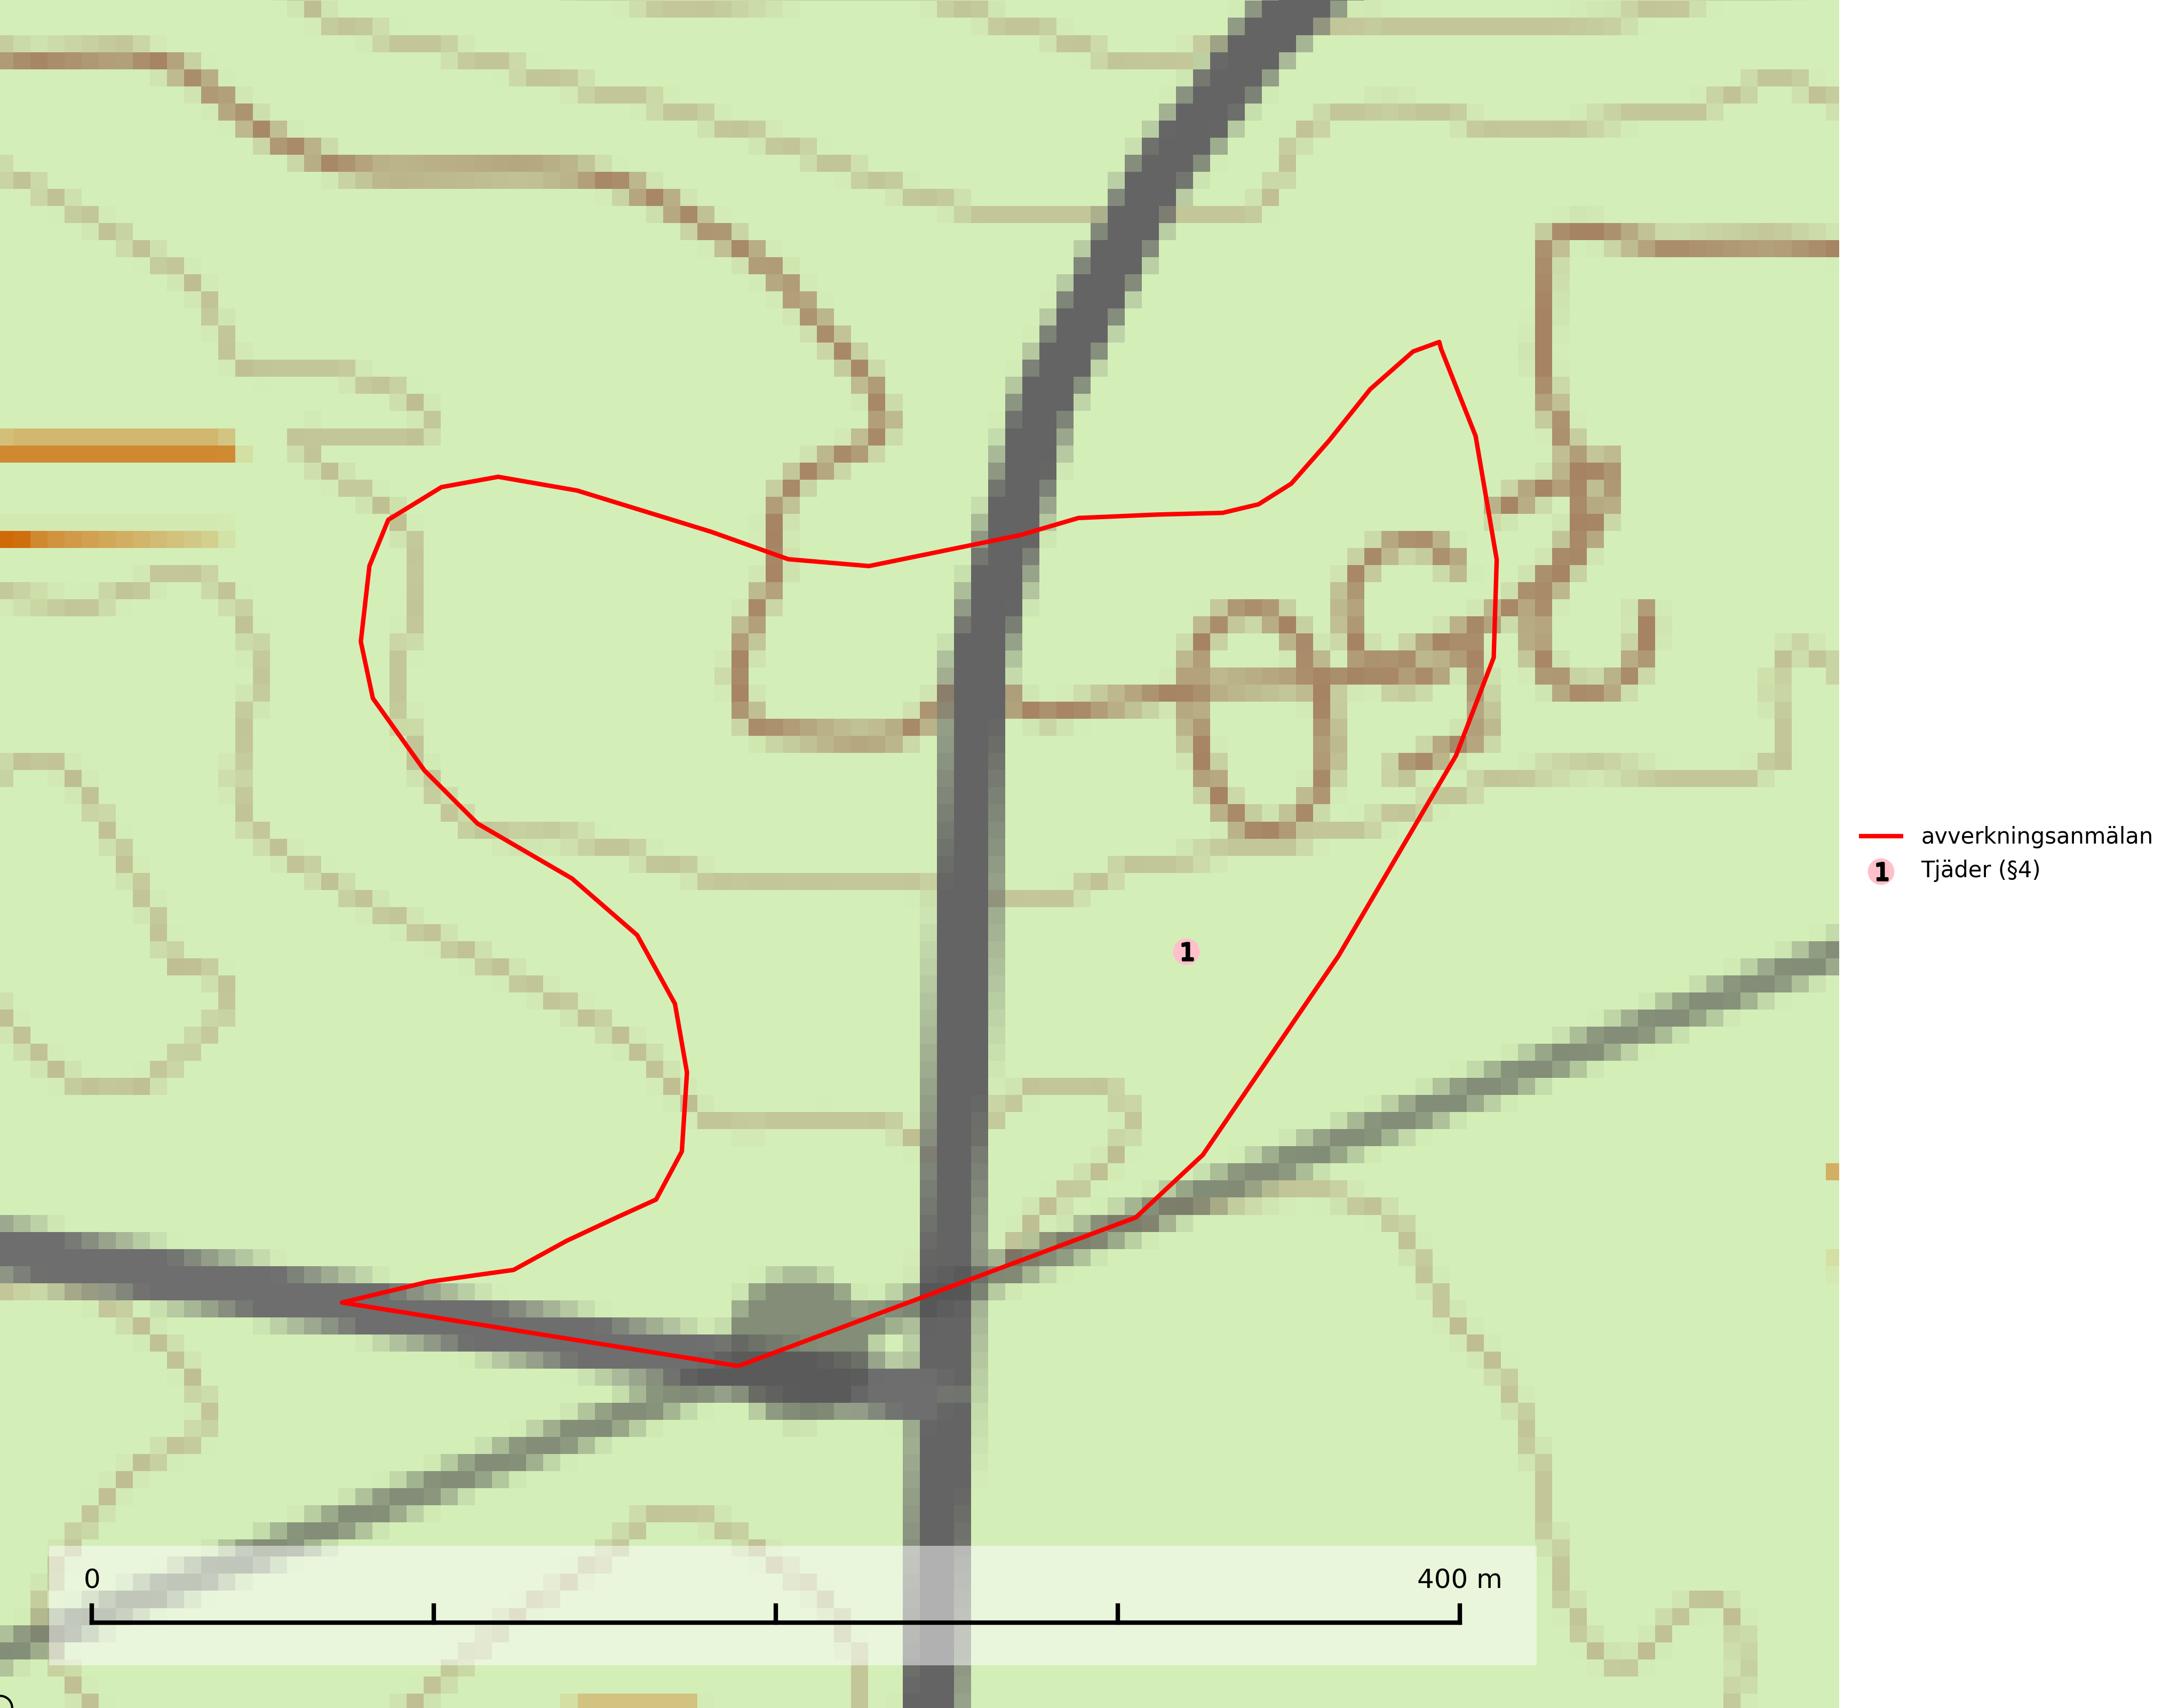 avverkningsanmälan
1 Tjäder (§4)
1
0 400 m